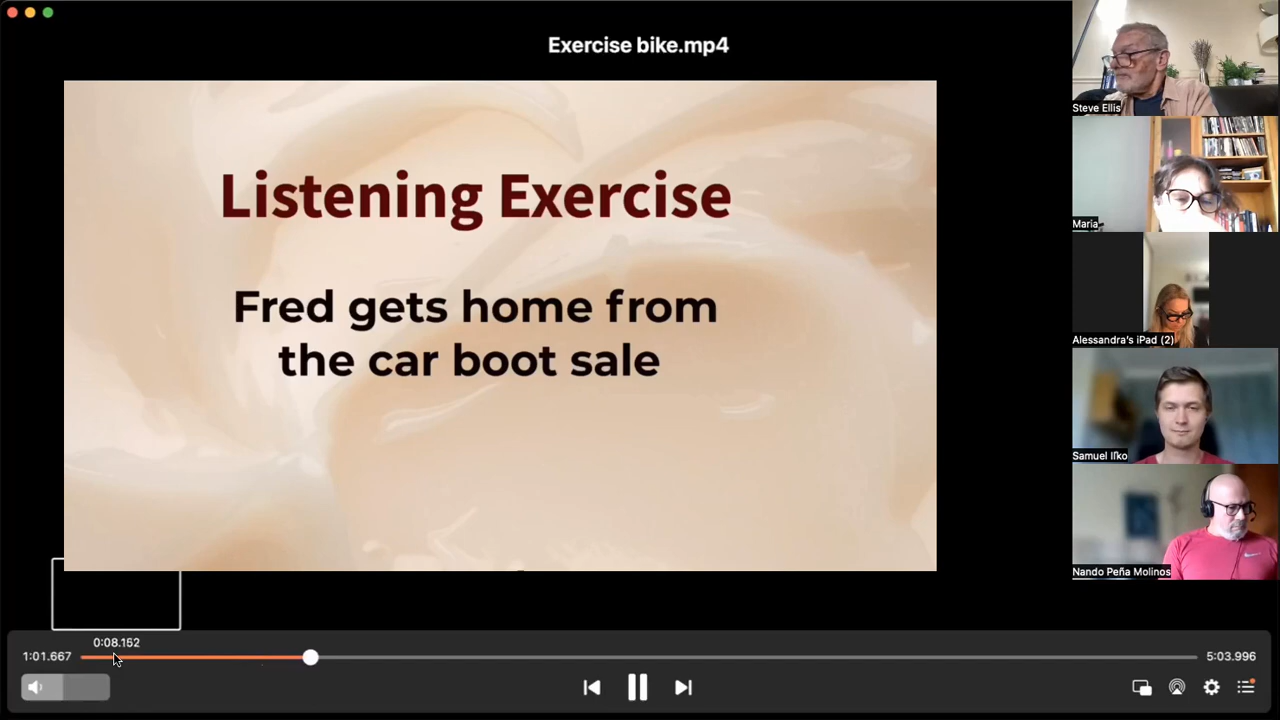 Exercise bike.mp4
Listening Exercise
Fred gets home from
the car boot sale
Steve Ellis
Maria
Alessandra's iPad (2)
Samuel Iľko
Nando Peña Molinos
0:08.152
1:01.667
5:03.996